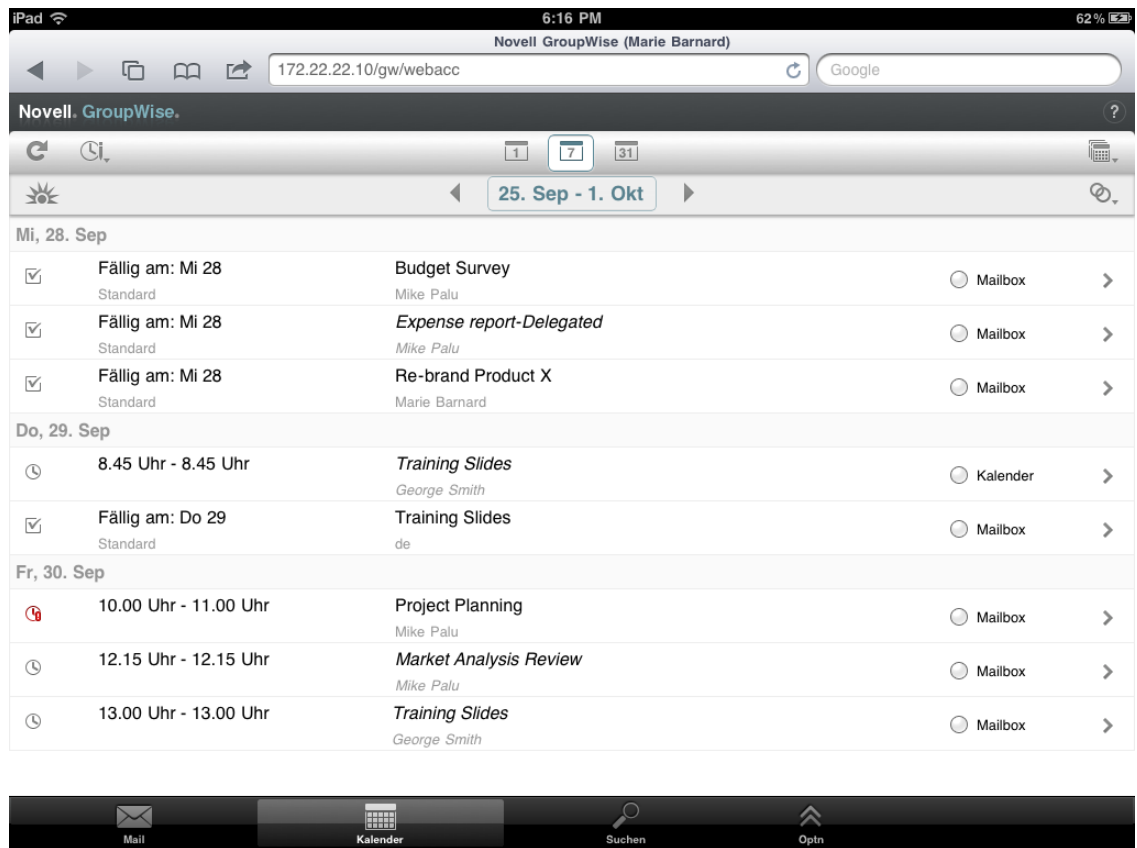 iPad 6:16 PM 62%
Novell GroupWise (Marie Barnard)
172.22.22.10/gw/webacc Google
Novell. GroupWise. ?
1 7 31
25. Sep - 1. Okt
Mi, 28. Sep
Fällig am: Mi 28 Budget Survey
Standard Mike Palu Mailbox
Fällig am: Mi 28 Expense report-Delegated
Standard Mike Palu Mailbox
Fällig am: Mi 28 Re-brand Product X
Standard Marie Barnard Mailbox
Do, 29. Sep
8.45 Uhr - 8.45 Uhr Training Slides
George Smith Kalender
Fällig am: Do 29 Training Slides
Standard de Mailbox
Fr, 30. Sep
10.00 Uhr - 11.00 Uhr Project Planning
Mike Palu Mailbox
12.15 Uhr - 12.15 Uhr Market Analysis Review
Mike Palu Mailbox
13.00 Uhr - 13.00 Uhr Training Slides
George Smith Mailbox
Mail Kalender Suchen Optn